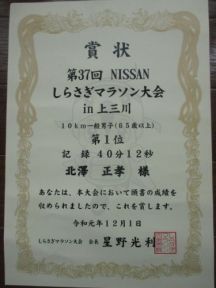 賞状
第37回 NISSAN
しらさぎマラソン大会
in上三川
10km一般男子(65歳以上)
第1位
記録 40分12秒
北澤 正孝 様
あなたは、本大会において頭書の成績を
収められましたので、これを賞します。
令和元年12月1日
しらさぎマラソン大会 会長 星野光利